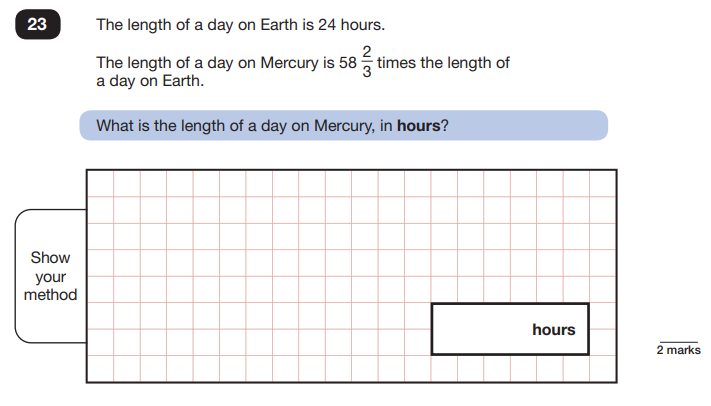 23
The length of a day on Earth is 24 hours.
The length of a day on Mercury is 58 2/3 times the length of
a day on Earth.
What is the length of a day on Mercury, in hours?
Show
your
method
hours
2 marks